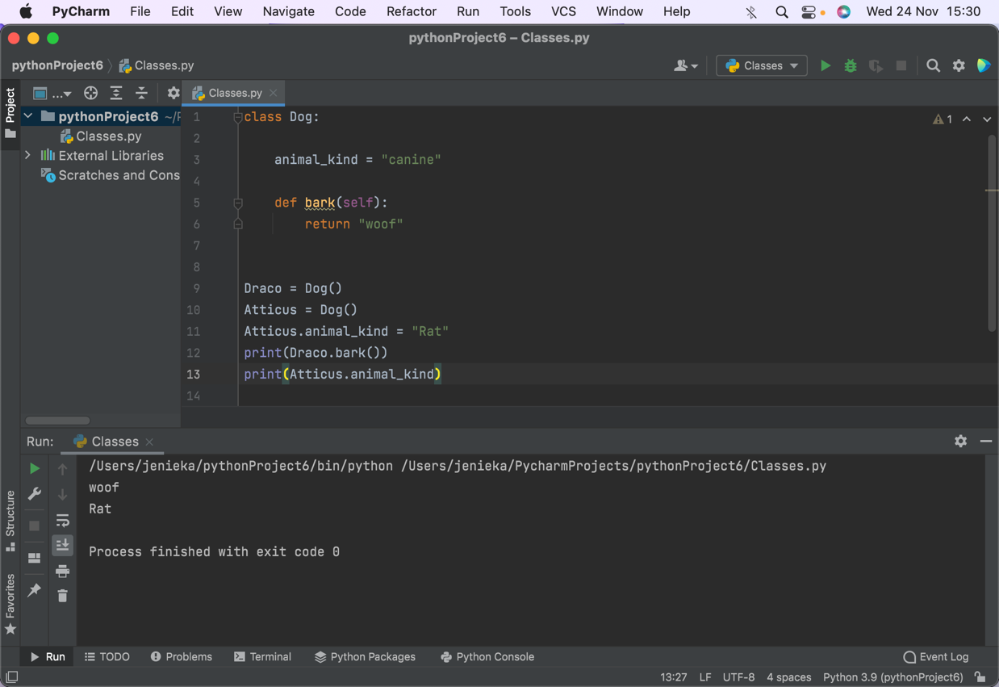 PyCharm File Edit View Navigate Code Refactor Run Tools VCS Window Help Wed 24 Nov 15:30
pythonProject6 – Classes.py
pythonProject6 Classes.py Classes
Project
... Classes.py
pythonProject6 ~/P
Classes.py
External Libraries
Scratches and Cons
1 class Dog:
1
2
3 animal_kind = "canine"
4
5 def bark(self):
6 return "woof"
7
8
9 Draco = Dog()
10 Atticus = Dog()
11 Atticus.animal_kind = "Rat"
12 print(Draco.bark())
13 print(Atticus.animal_kind)
14
Run: Classes
/Users/jenieka/pythonProject6/bin/python /Users/jenieka/PycharmProjects/pythonProject6/Classes.py
woof
Rat
Process finished with exit code 0
Structure
Favorites
Run TODO Problems Terminal Python Packages Python Console Event Log
13:27 LF UTF-8 4 spaces Python 3.9 (pythonProject6)